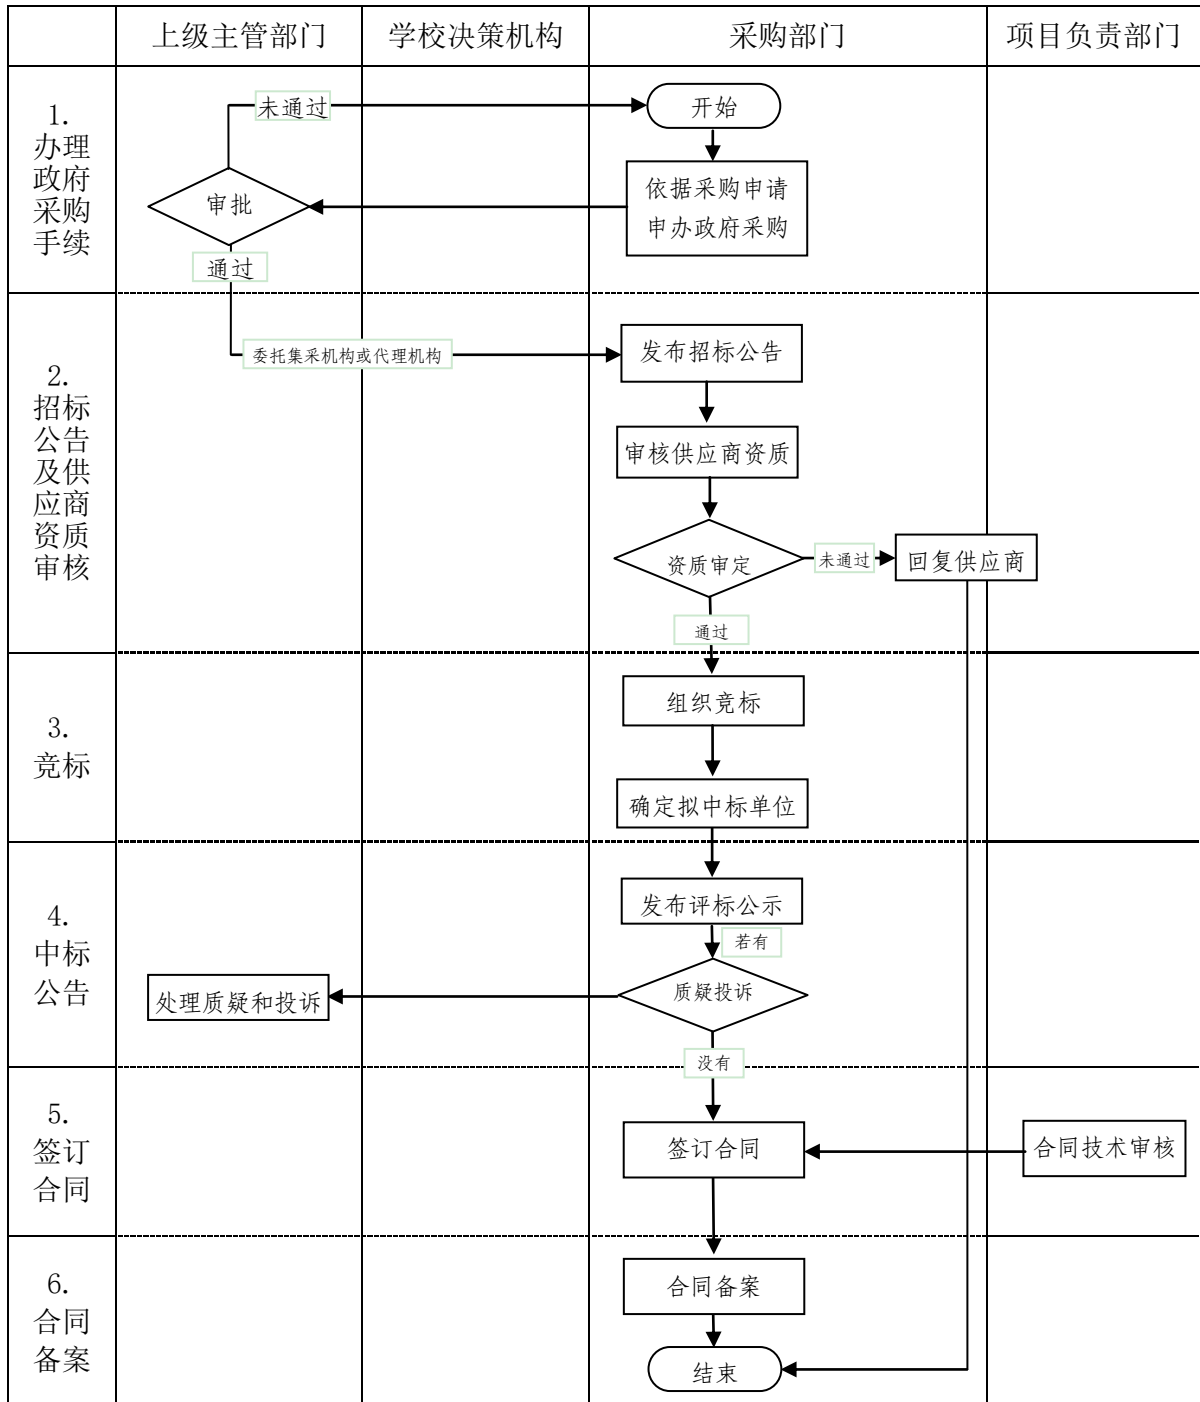 上级主管部门
学校决策机构
采购部门
项目负责部门
1.
办理
政府
采购
手续
未通过
开始
审批
依据采购申请
申办政府采购
通过
2.
招标
公告
及供
应商
资质
审核
委托集采机构或代理机构
发布招标公告
审核供应商资质
资质审定
未通过
回复供应商
通过
3.
竞标
组织竞标
确定拟中标单位
4.
中标
公告
发布评标公示
若有
处理质疑和投诉
质疑投诉
没有
5.
签订
合同
签订合同
合同技术审核
6.
合同
备案
合同备案
结束